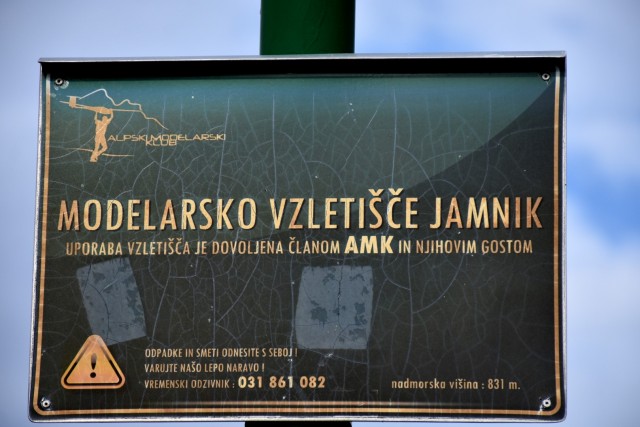 ALPSKI MODELARSKI
KLUB
MODELARSKO VZLETIŠČE JAMNIK
UPORABA VZLETIŠČA JE DOVOLJENA ČLANOM AMK IN NJIHOVIM GOSTOM
ODPADKE IN SMETI ODNESITE S SEBOJ !
VARUJTE NAŠO LEPO NARAVO !
VREMENSKI ODZIVNIK : 031 861 082
nadmorska višina : 831 m.